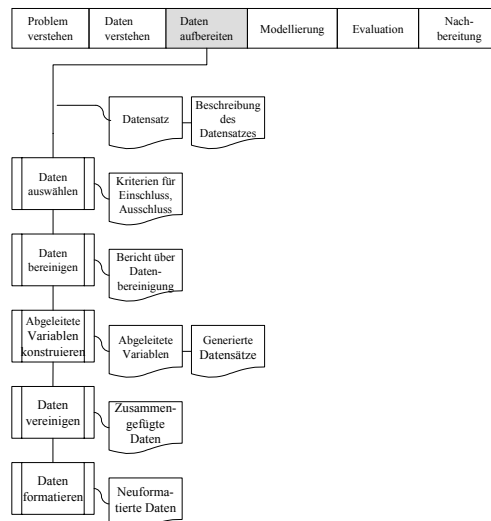 Problem
verstehen
Daten
verstehen
Daten
aufbereiten
Modellierung
Evaluation
Nach-
bereitung
Datensatz
Beschreibung
des
Datensatzes
Daten
auswählen
Kriterien für
Einschluss,
Ausschluss
Daten
bereinigen
Bericht über
Daten-
bereinigung
Abgeleitete
Variablen
konstruieren
Abgeleitete
Variablen
Generierte
Datensätze
Daten
vereinigen
Zusammen-
gefügte
Daten
Daten
formatieren
Neuforma-
tierte Daten